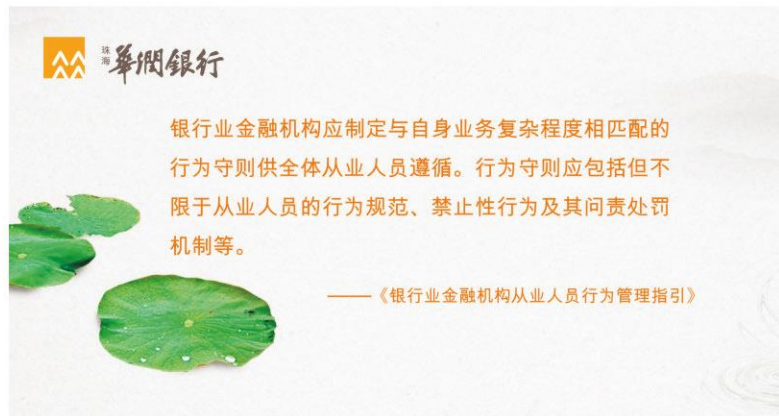 珠海 華潤銀行
银行业金融机构应制定与自身业务复杂程度相匹配的
行为守则供全体从业人员遵循。行为守则应包括但不
限于从业人员的行为规范、禁止性行为及其问责处罚
机制等。
——《银行业金融机构从业人员行为管理指引》